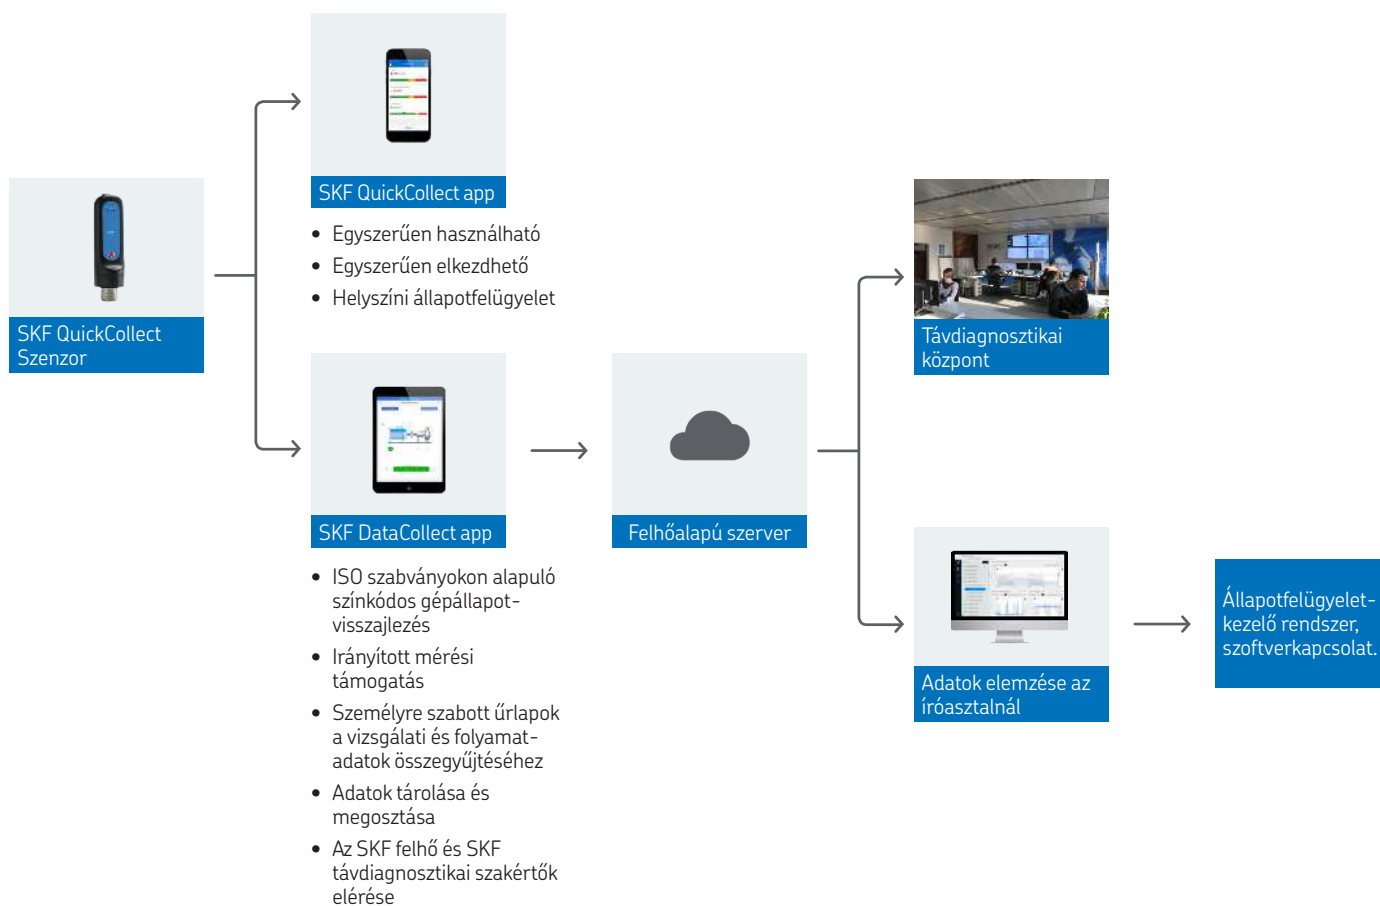 SKF QuickCollect
Szenzor
SKF QuickCollect app
• Egyszerűen használható
• Egyszerűen elkezdhető
• Helyszíni állapotfelügyelet
SKF DataCollect app
• ISO szabványokon alapuló
színkódos gépállapot-
visszajlezés
• Irányított mérési
támogatás
• Személyre szabott űrlapok
a vizsgálati és folyamat-
adatok összegyűjtéséhez
• Adatok tárolása és
megosztása
• Az SKF felhő és SKF
távdiagnosztikai szakértők
elérése
Felhőalapú szerver
Távdiagnosztikai
központ
Adatok elemzése az
íróasztalnál
Állapotfelügyelet-
kezelő rendszer,
szoftverkapcsolat.